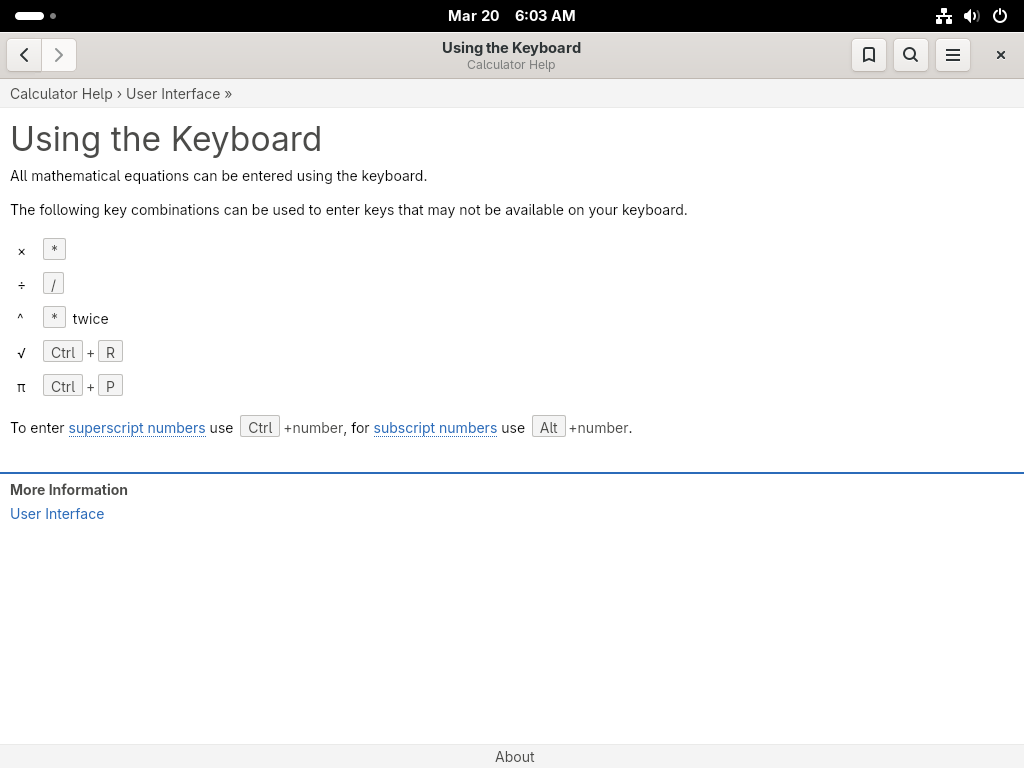 Mar 20 6:03 AM
Using the Keyboard
Calculator Help
Calculator Help › User Interface »
Using the Keyboard
All mathematical equations can be entered using the keyboard.
The following key combinations can be used to enter keys that may not be available on your keyboard.
× *
÷ /
^ * twice
√ Ctrl + R
π Ctrl + P
To enter superscript numbers use Ctrl +number, for subscript numbers use Alt +number.
More Information
User Interface
About